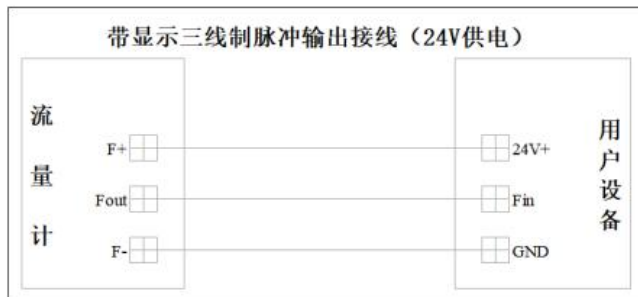 带显示三线制脉冲输出接线（24V供电）
流量计
F+
Fout
F-
24V+
Fin
GND
用户设备